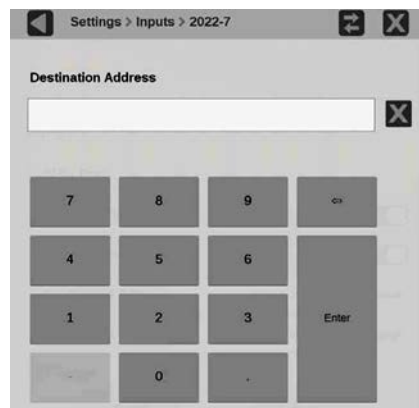 Settings > Inputs > 2022-7
X
Destination Address
X
7 8 9 ⇦
4 5 6
1 2 3 Enter
- 0 .